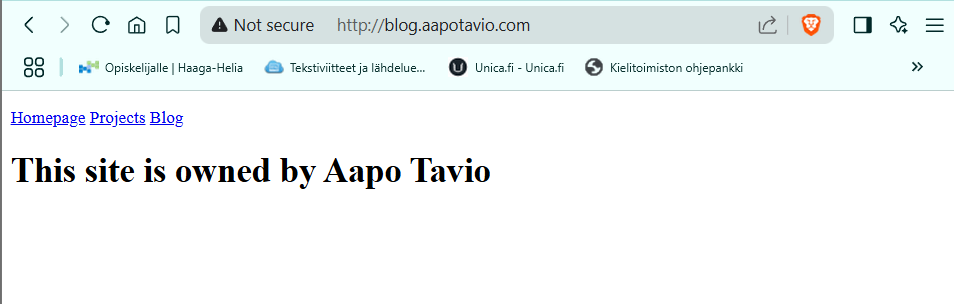 Not secure http://blog.aapotavio.com
Opiskelijalle | Haaga-Helia Tekstiviitteet ja lähdelue... Unica.fi - Unica.fi Kielitoimiston ohjepankki »
Homepage Projects Blog
This site is owned by Aapo Tavio